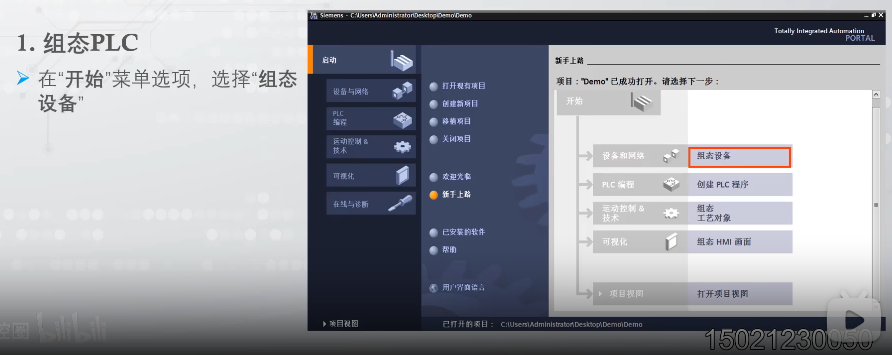 1. 组态PLC
在“开始”菜单选项，选择“组态
设备”
Siemens - C:\Users\Administrator\Desktop\Demo\Demo
Totally Integrated Automation
PORTAL
启动
设备与网络
PLC
编程
运动控制 &
技术
可视化
在线与诊断
项目视图
打开现有项目
创建新项目
移植项目
关闭项目
欢迎光临
新手上路
已安装的软件
帮助
用户界面语言
新手上路
项目："Demo" 已成功打开。请选择下一步：
开始
设备和网络
组态设备
PLC 编程
创建 PLC 程序
运动控制 &
技术
组态
工艺对象
可视化
组态 HMI 画面
项目视图
打开项目视图
已打开的项目： C:\Users\Administrator\Desktop\Demo\Demo
bilibili
15021230050